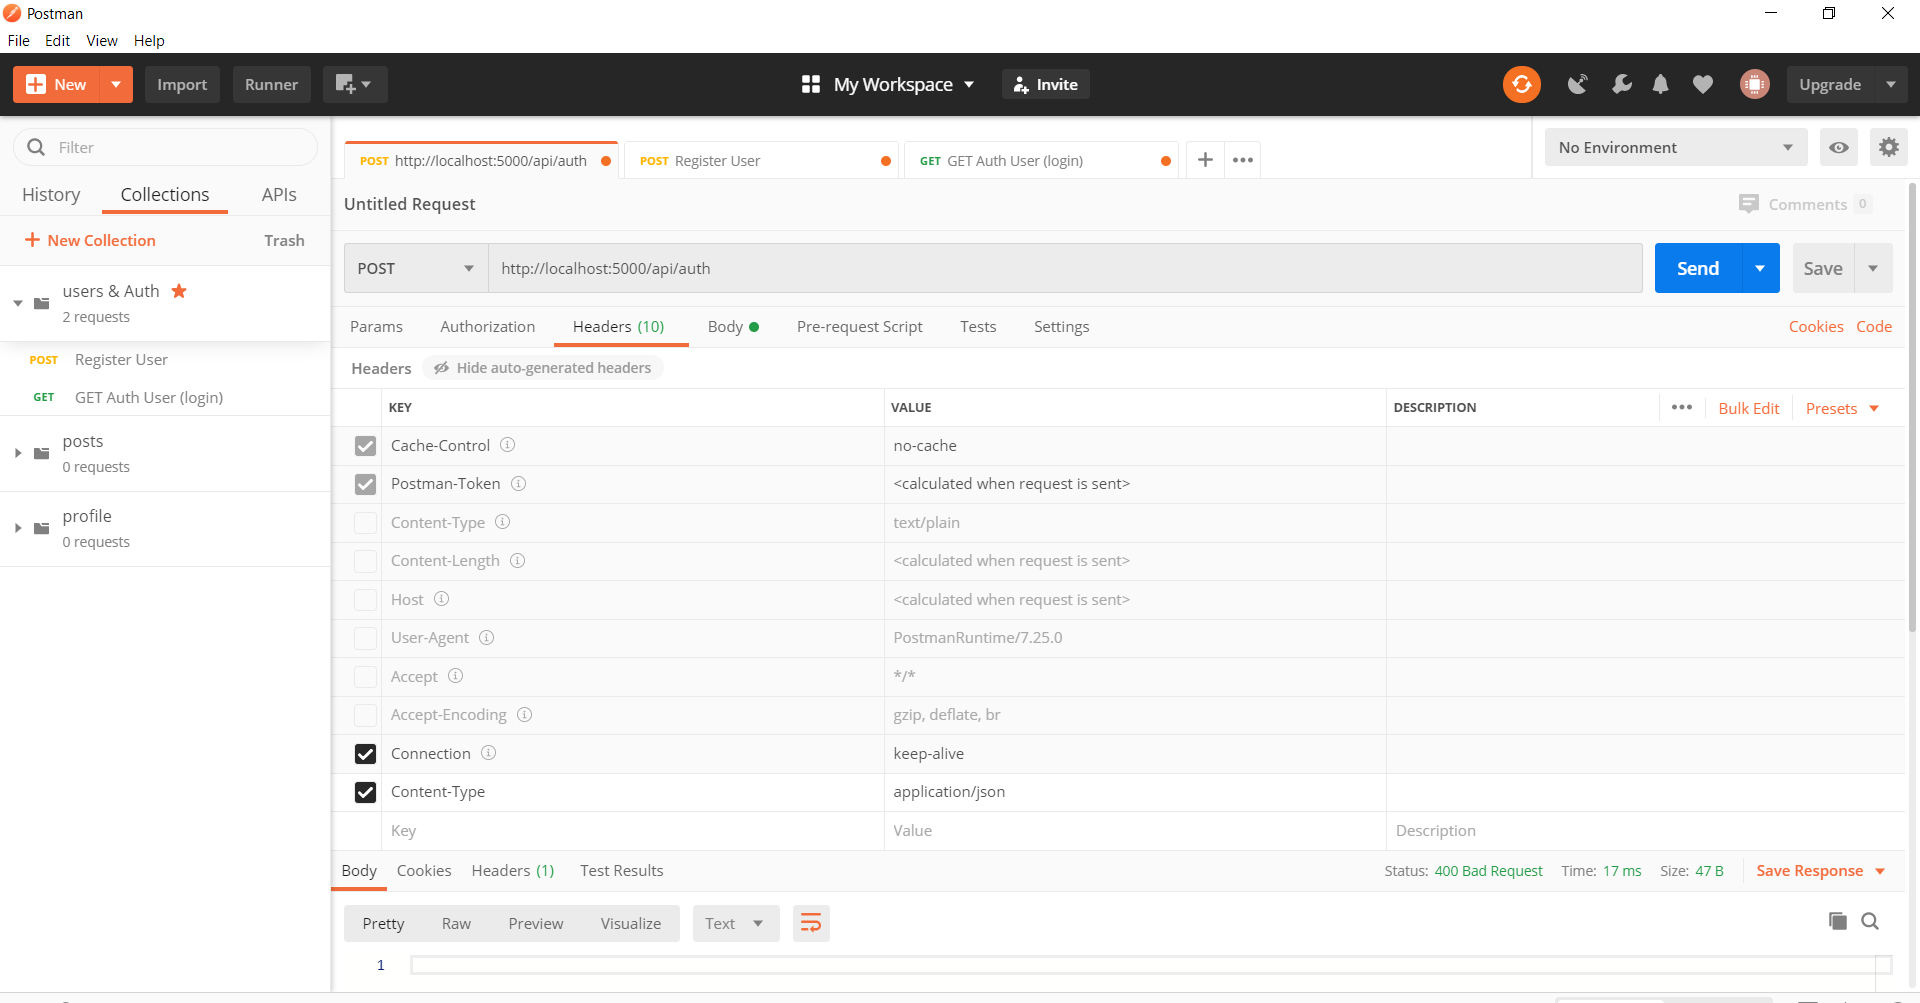 Postman
File Edit View Help
New Import Runner My Workspace Invite Upgrade
Filter
History Collections APIs
New Collection Trash
users & Auth
2 requests
POST Register User
GET GET Auth User (login)
posts
0 requests
profile
0 requests
POST http://localhost:5000/api/auth POST Register User GET GET Auth User (login) No Environment
Untitled Request Comments 0
POST http://localhost:5000/api/auth Send Save
Params Authorization Headers (10) Body Pre-request Script Tests Settings Cookies Code
Headers Hide auto-generated headers
KEY VALUE DESCRIPTION Bulk Edit Presets
Cache-Control no-cache
Postman-Token <calculated when request is sent>
Content-Type text/plain
Content-Length <calculated when request is sent>
Host <calculated when request is sent>
User-Agent PostmanRuntime/7.25.0
Accept */*
Accept-Encoding gzip, deflate, br
Connection keep-alive
Content-Type application/json
Key Value Description
Body Cookies Headers (1) Test Results Status: 400 Bad Request Time: 17 ms Size: 47 B Save Response
Pretty Raw Preview Visualize Text
1